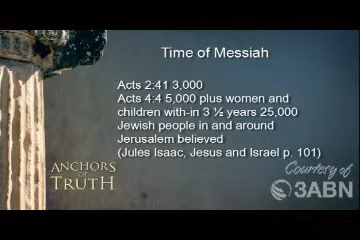 Time of Messiah
Acts 2:41 3,000
Acts 4:4 5,000 plus women and
children with-in 3 ½ years 25,000
Jewish people in and around
Jerusalem believed
(Jules Isaac, Jesus and Israel p. 101)
ANCHORS
OF
TRUTH
Courtesy of
3ABN